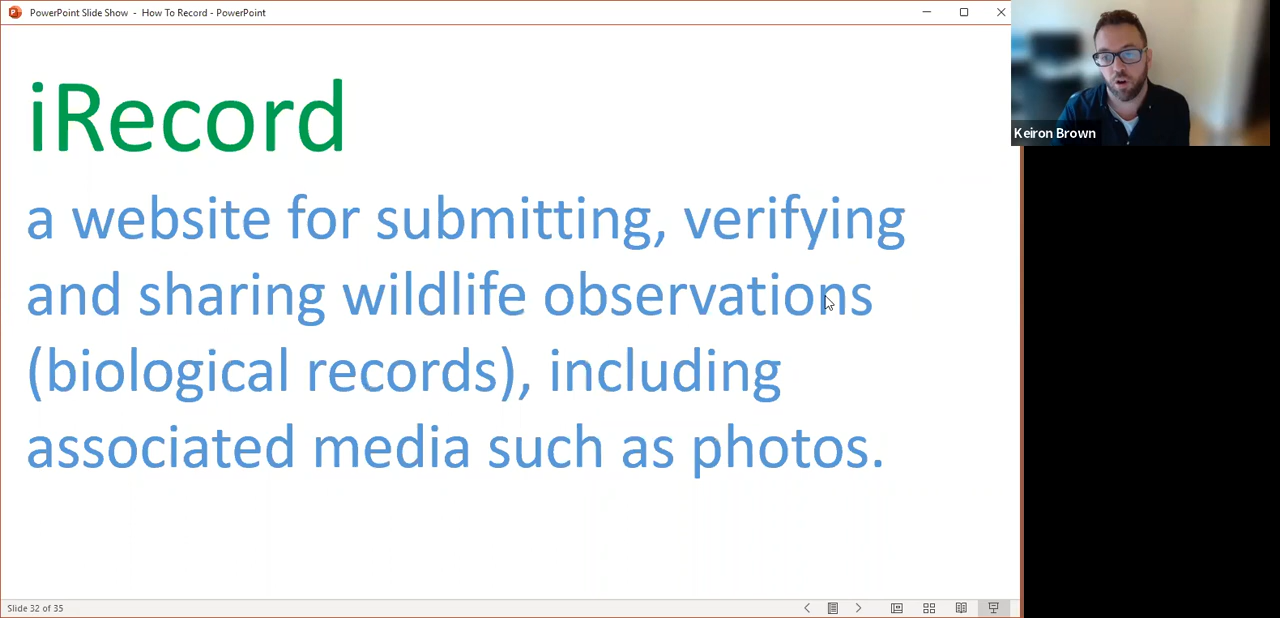 PowerPoint Slide Show - How To Record - PowerPoint
iRecord
a website for submitting, verifying
and sharing wildlife observations
(biological records), including
associated media such as photos.
Keiron Brown
Slide 32 of 35